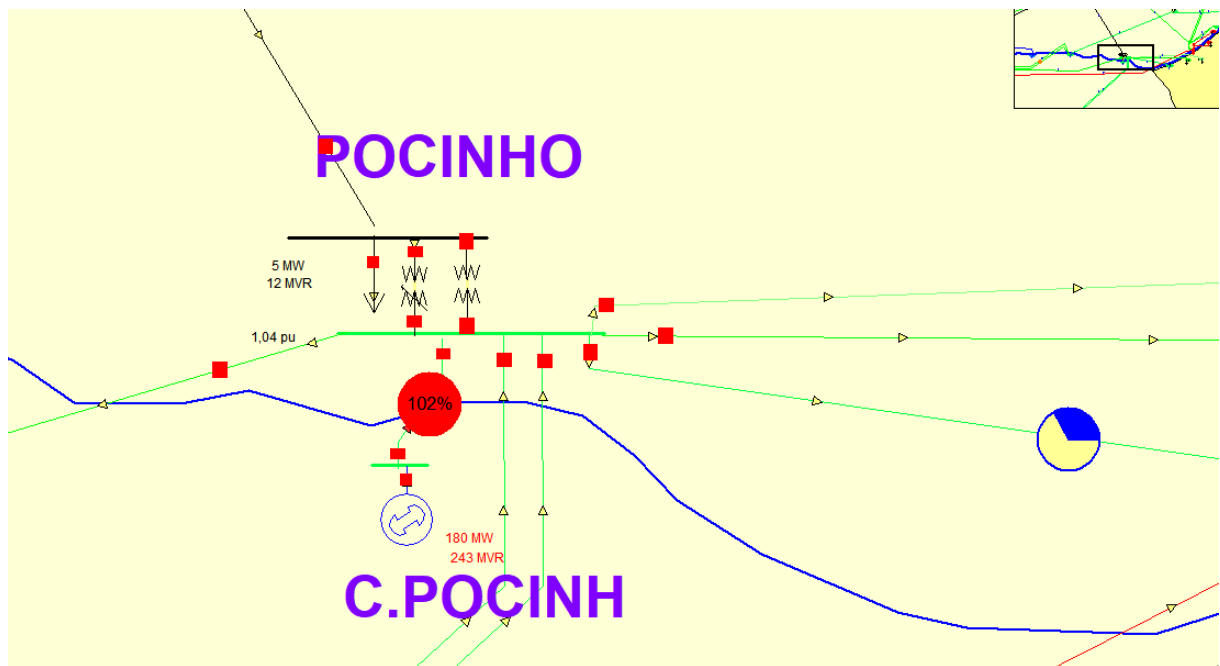 POCINHO
5 MW
12 MVR
1,04 pu
102%
180 MW
243 MVR
C.POCINH